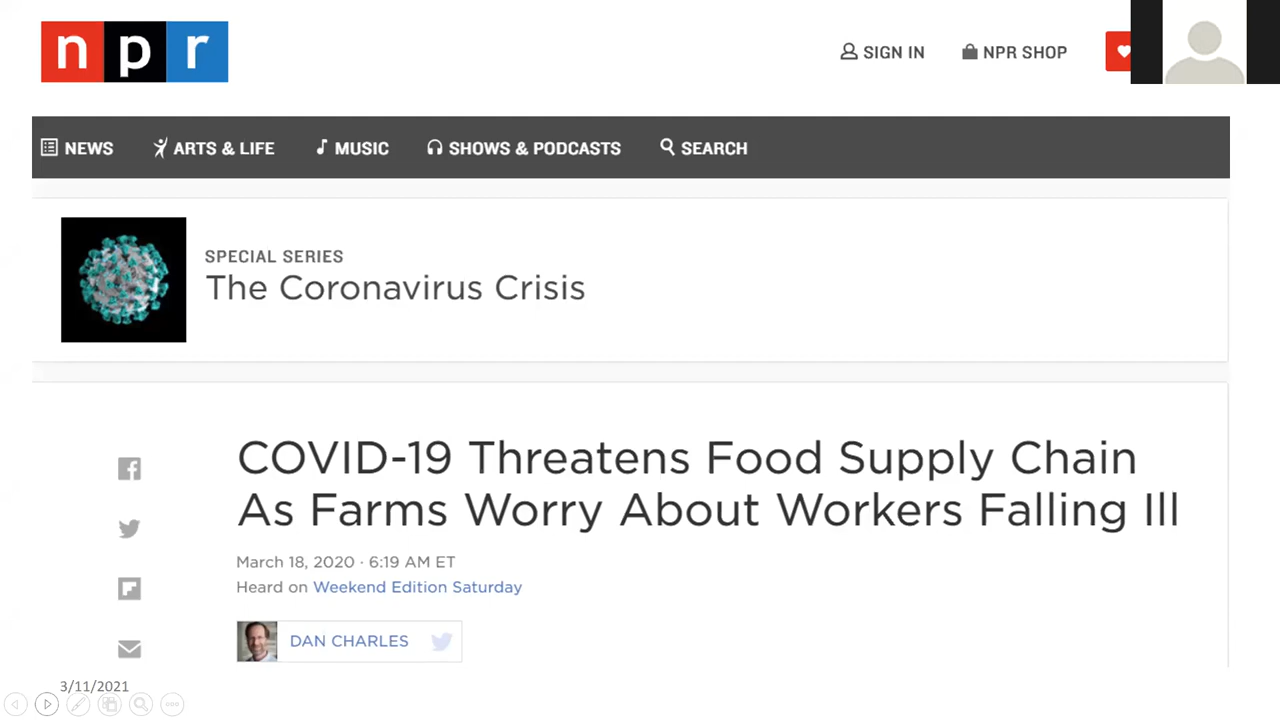 npr
SIGN IN
NPR SHOP
NEWS
ARTS & LIFE
MUSIC
SHOWS & PODCASTS
SEARCH
SPECIAL SERIES
The Coronavirus Crisis
COVID-19 Threatens Food Supply Chain
As Farms Worry About Workers Falling Ill
March 18, 2020 · 6:19 AM ET
Heard on Weekend Edition Saturday
DAN CHARLES
3/11/2021